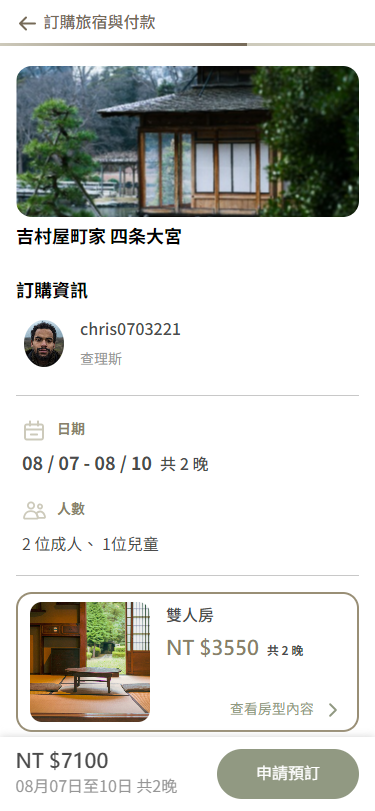 訂購旅宿與付款
吉村屋町家 四条大宮
訂購資訊
chris0703221
查理斯
日期
08 / 07 - 08 / 10 共 2 晚
人數
2 位成人、 1位兒童
雙人房
NT $3550 共 2 晚
查看房型內容
NT $7100
08月07日至10日 共2晚
申請預訂